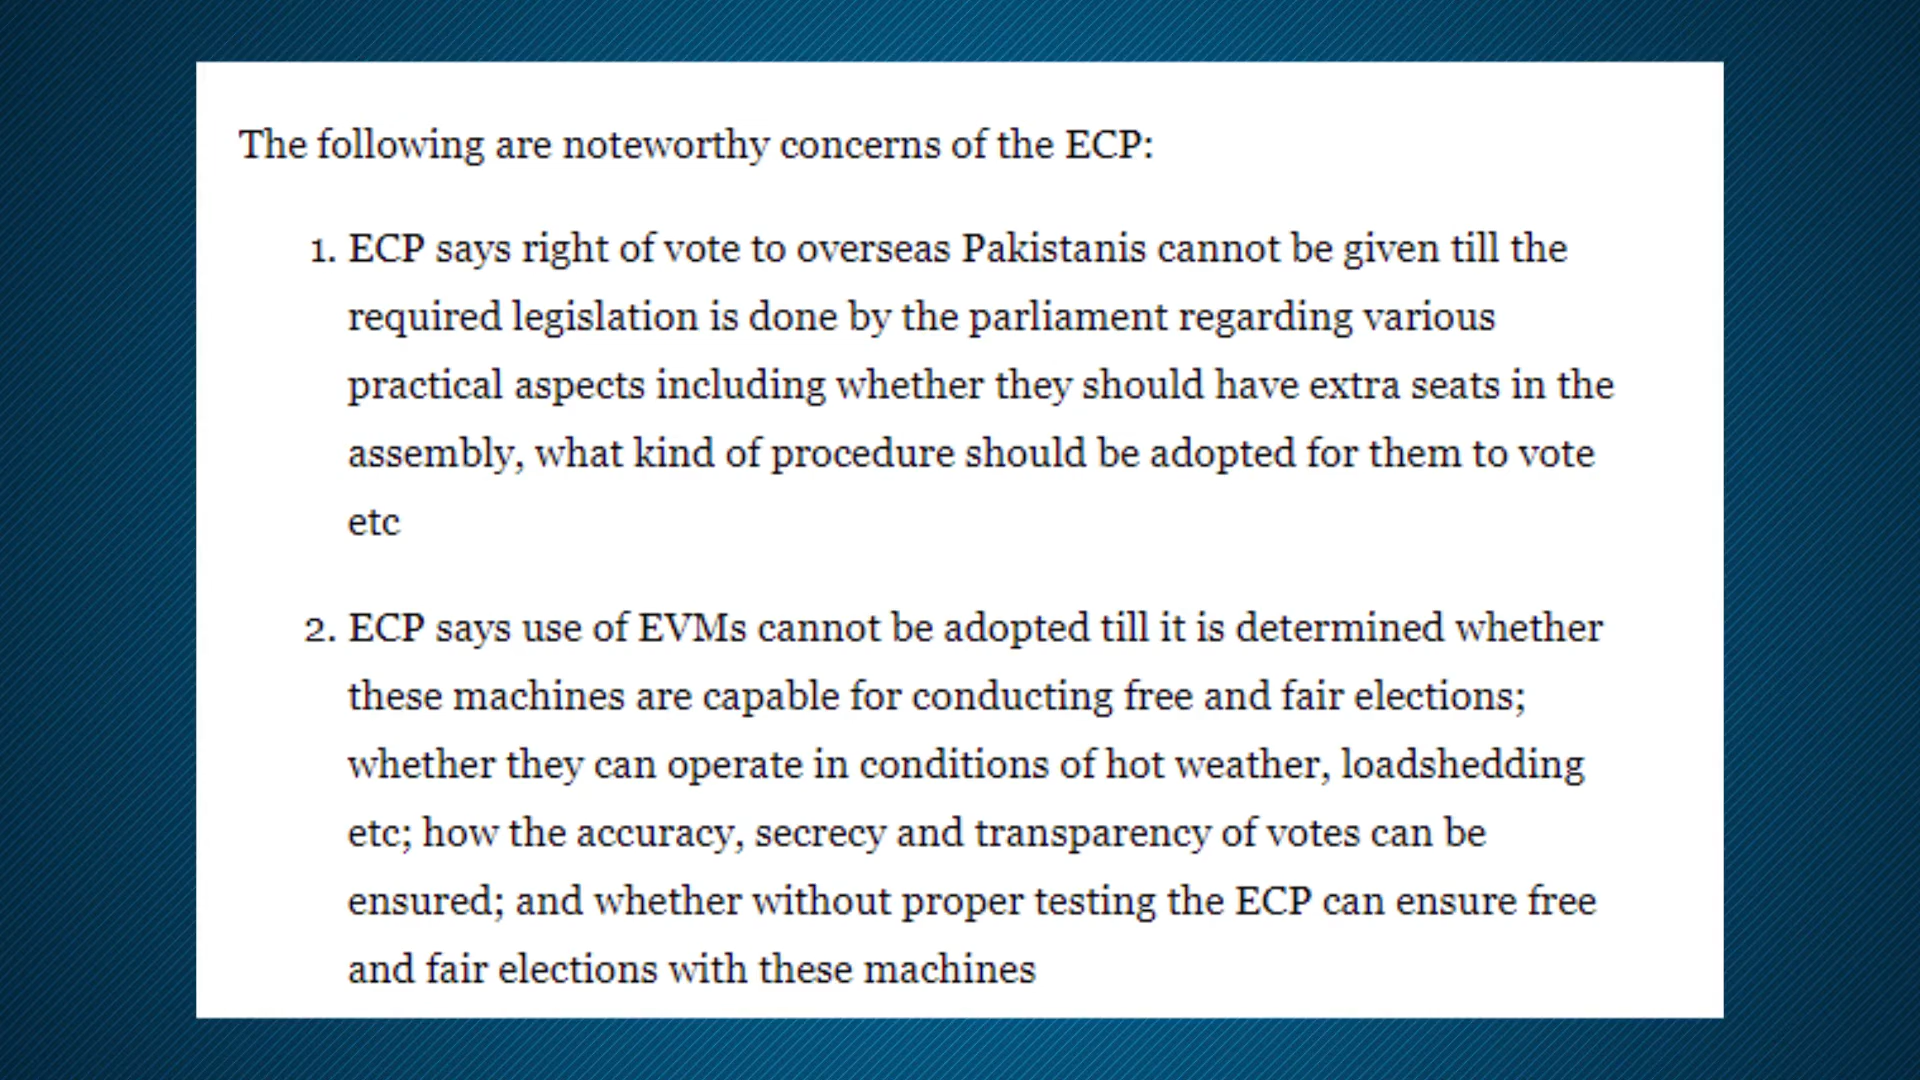 The following are noteworthy concerns of the ECP:
1. ECP says right of vote to overseas Pakistanis cannot be given till the
required legislation is done by the parliament regarding various
practical aspects including whether they should have extra seats in the
assembly, what kind of procedure should be adopted for them to vote
etc
2. ECP says use of EVMs cannot be adopted till it is determined whether
these machines are capable for conducting free and fair elections;
whether they can operate in conditions of hot weather, loadshedding
etc; how the accuracy, secrecy and transparency of votes can be
ensured; and whether without proper testing the ECP can ensure free
and fair elections with these machines